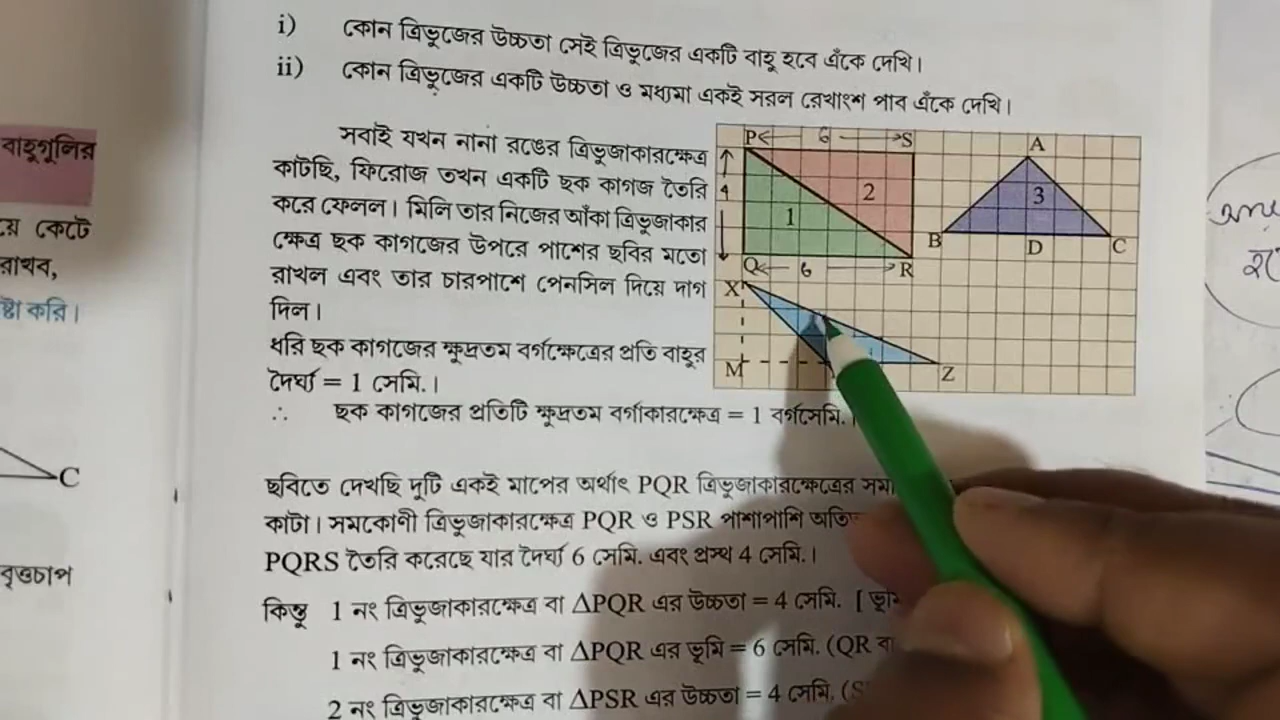 i) কোন ত্রিভুজের উচ্চতা সেই ত্রিভুজের একটি বাহু হবে এঁকে দেখি।
ii) কোন ত্রিভুজের একটি উচ্চতা ও মধ্যমা একই সরল রেখাংশ পাব এঁকে দেখি।
বাহুগুলির
য়ে কেটে
রাখব,
ষ্টা করি।
C
বৃত্তচাপ
সবাই যখন নানা রঙের ত্রিভুজাকারক্ষেত্র
কাটছি, ফিরোজ তখন একটি ছক কাগজ তৈরি
করে ফেলল। মিলি তার নিজের আঁকা ত্রিভুজাকার
ক্ষেত্র ছক কাগজের উপরে পাশের ছবির মতো
রাখল এবং তার চারপাশে পেনসিল দিয়ে দাগ
দিল।
ধরি ছক কাগজের ক্ষুদ্রতম বর্গক্ষেত্রের প্রতি বাহুর
দৈর্ঘ্য = 1 সেমি.।
∴ ছক কাগজের প্রতিটি ক্ষুদ্রতম বর্গাকারক্ষেত্র = 1 বর্গসেমি.।
P 6 S
A
4
1
2
3
B D C
Q 6 R
X
M Z
ছবিতে দেখছি দুটি একই মাপের অর্থাৎ PQR ত্রিভুজাকারক্ষেত্রের
কাটা। সমকোণী ত্রিভুজাকারক্ষেত্র PQR ও PSR পাশাপাশি
PQRS তৈরি করেছে যার দৈর্ঘ্য 6 সেমি. এবং প্রস্থ 4 সেমি.।
কিন্তু 1 নং ত্রিভুজাকারক্ষেত্র বা ΔPQR এর উচ্চতা = 4 সেমি. [
1 নং ত্রিভুজাকারক্ষেত্র বা ΔPQR এর ভূমি = 6 সেমি. (QR বা
2 নং ত্রিভুজাকারক্ষেত্র বা ΔPSR এর উচ্চতা = 4 সেমি. (S